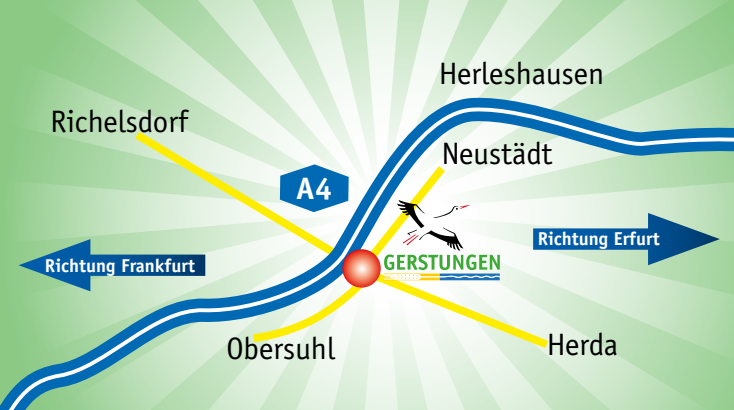 Herleshausen
Richelsdorf
Neustädt
A4
Richtung Erfurt
GERSTUNGEN
Richtung Frankfurt
Obersuhl
Herda